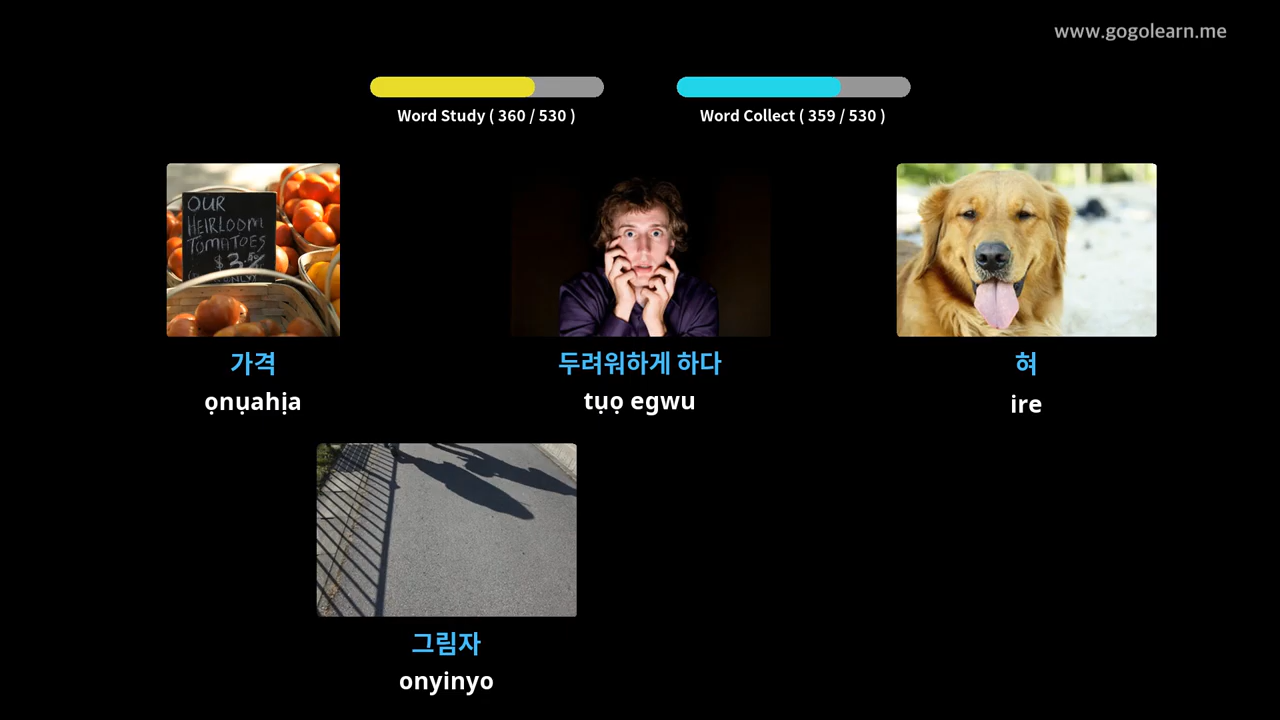 www.gogolearn.me
Word Study ( 360 / 530 )
Word Collect ( 359 / 530 )
OUR
HEIRLOOM
TOMATOES
가격
ọnụahịa
두려워하게 하다
tụọ egwu
혀
ire
그림자
onyinyo